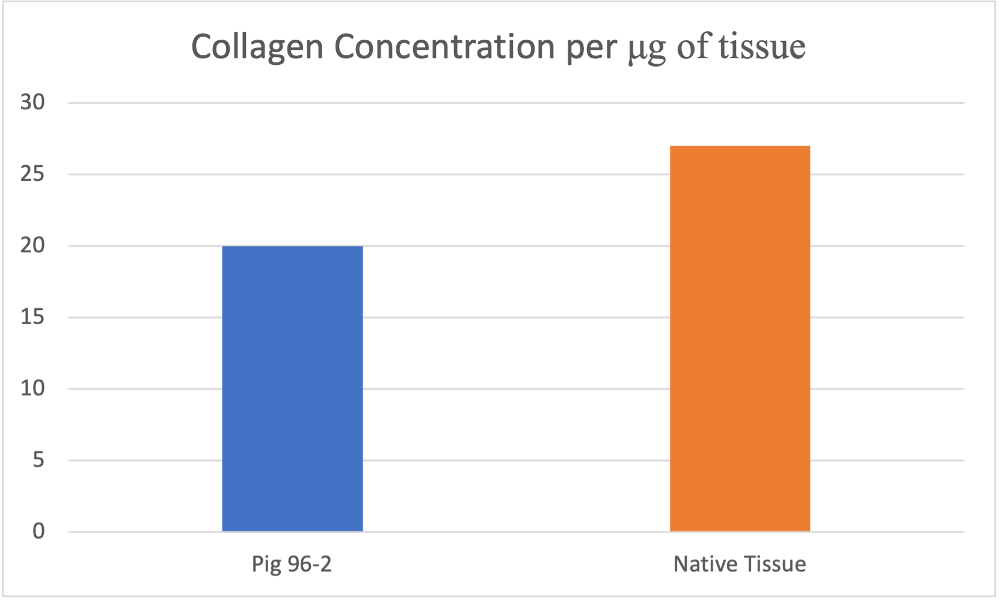 Collagen Concentration per μg of tissue
30
25
20
15
10
5
0
Pig 96-2
Native Tissue